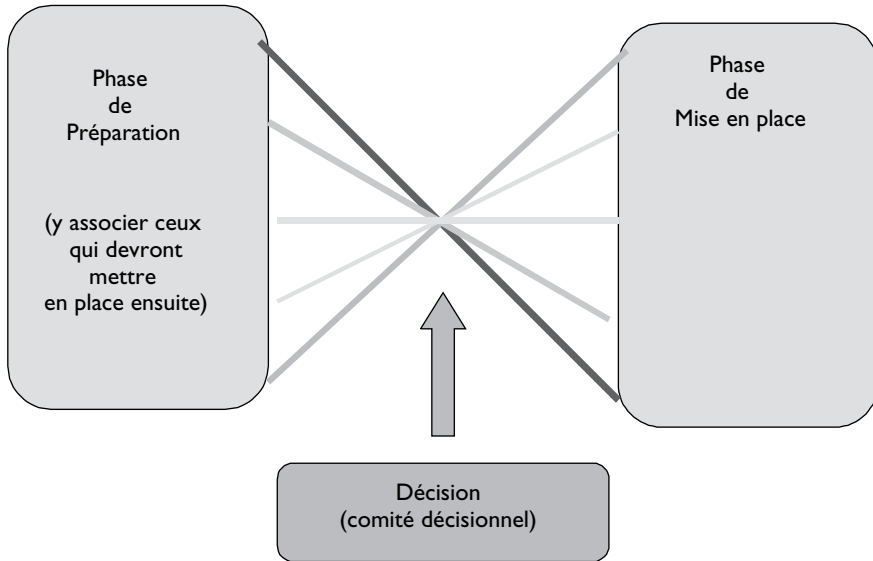 Phase
de
Préparation
(y associer ceux
qui devront
mettre
en place ensuite)
Phase
de
Mise en place
Décision
(comité décisionnel)